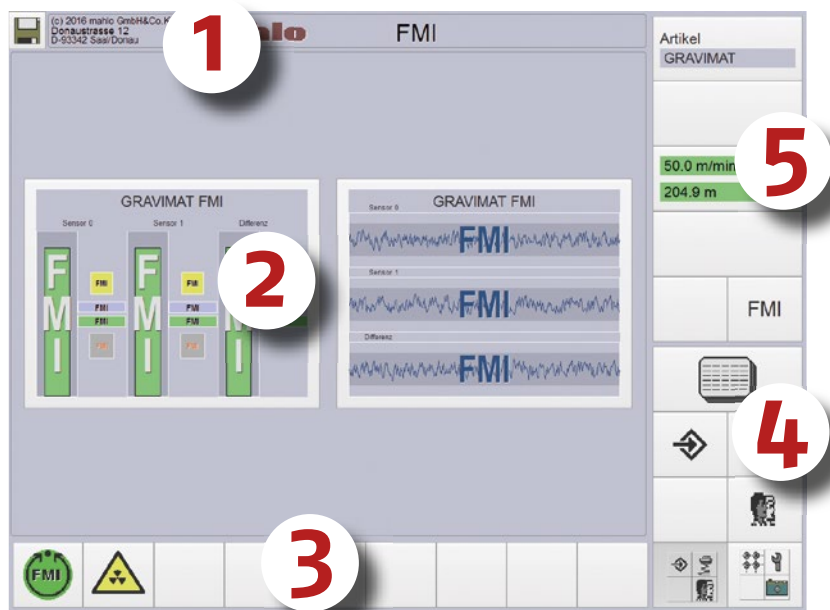 (c) 2016 mahlo GmbH&Co.
Donaustrasse 12
D-93342 Saal/Donau
1
FMI
Artikel
GRAVIMAT
50.0 m/min
204.9 m
5
GRAVIMAT FMI
Sensor 0
Sensor 1
Differenz
FMI
FMI
FMI
FMI
FMI
FMI
FMI
FMI
FMI
FMI
2
GRAVIMAT FMI
Sensor 0
FMI
Sensor 1
FMI
Differenz
FMI
FMI
4
3
FMI